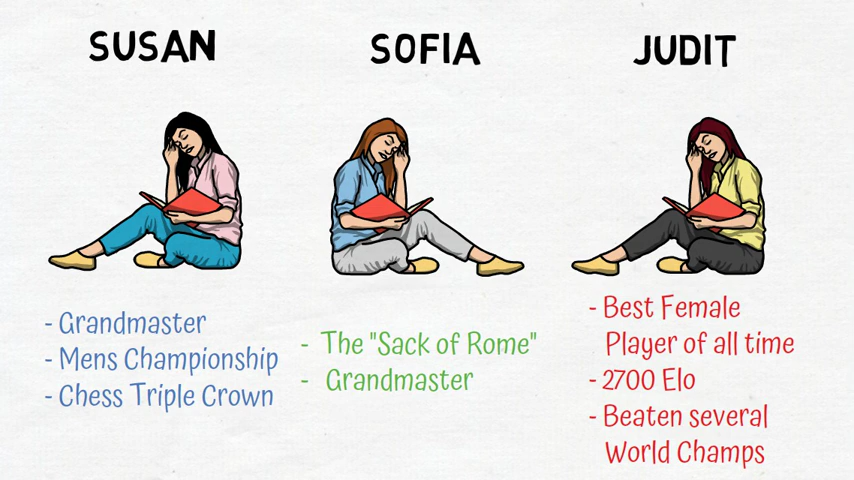 SUSAN
SOFIA
JUDIT
- Grandmaster
- Mens Championship
- Chess Triple Crown
- The "Sack of Rome"
- Grandmaster
- Best Female
Player of all time
- 2700 Elo
- Beaten several
World Champs